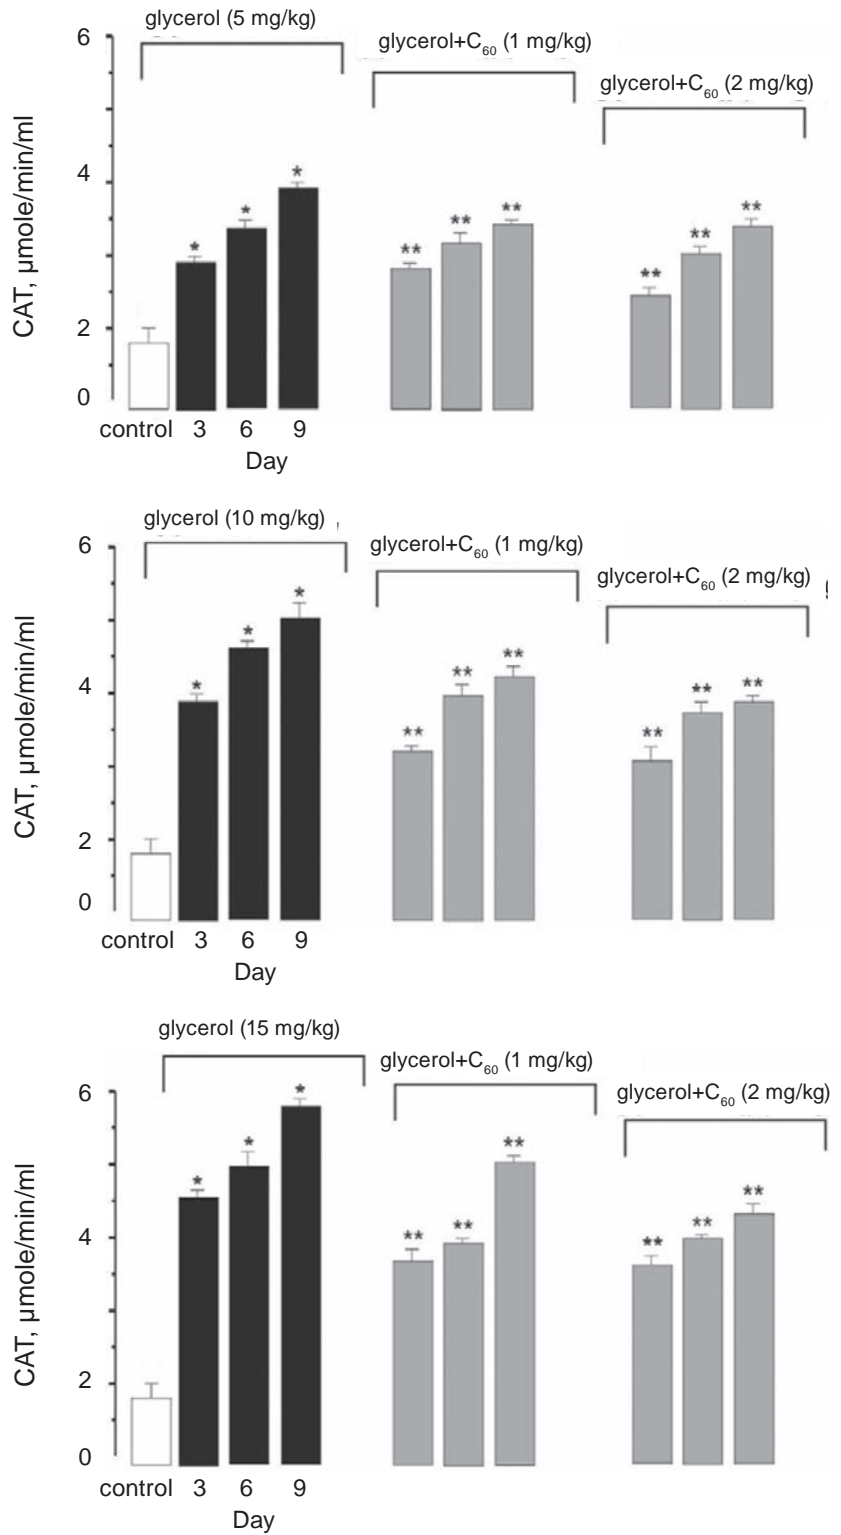 glycerol (5 mg/kg)
glycerol+C60 (1 mg/kg)
glycerol+C60 (2 mg/kg)
6
4
2
0
CAT, μmole/min/ml
* * *
** ** **
** ** **
control 3 6 9
Day
glycerol (10 mg/kg)
glycerol+C60 (1 mg/kg)
glycerol+C60 (2 mg/kg)
6
4
2
0
CAT, μmole/min/ml
* * *
** ** **
** ** **
control 3 6 9
Day
glycerol (15 mg/kg)
glycerol+C60 (1 mg/kg)
glycerol+C60 (2 mg/kg)
6
4
2
0
CAT, μmole/min/ml
* * *
** ** **
** ** **
control 3 6 9
Day